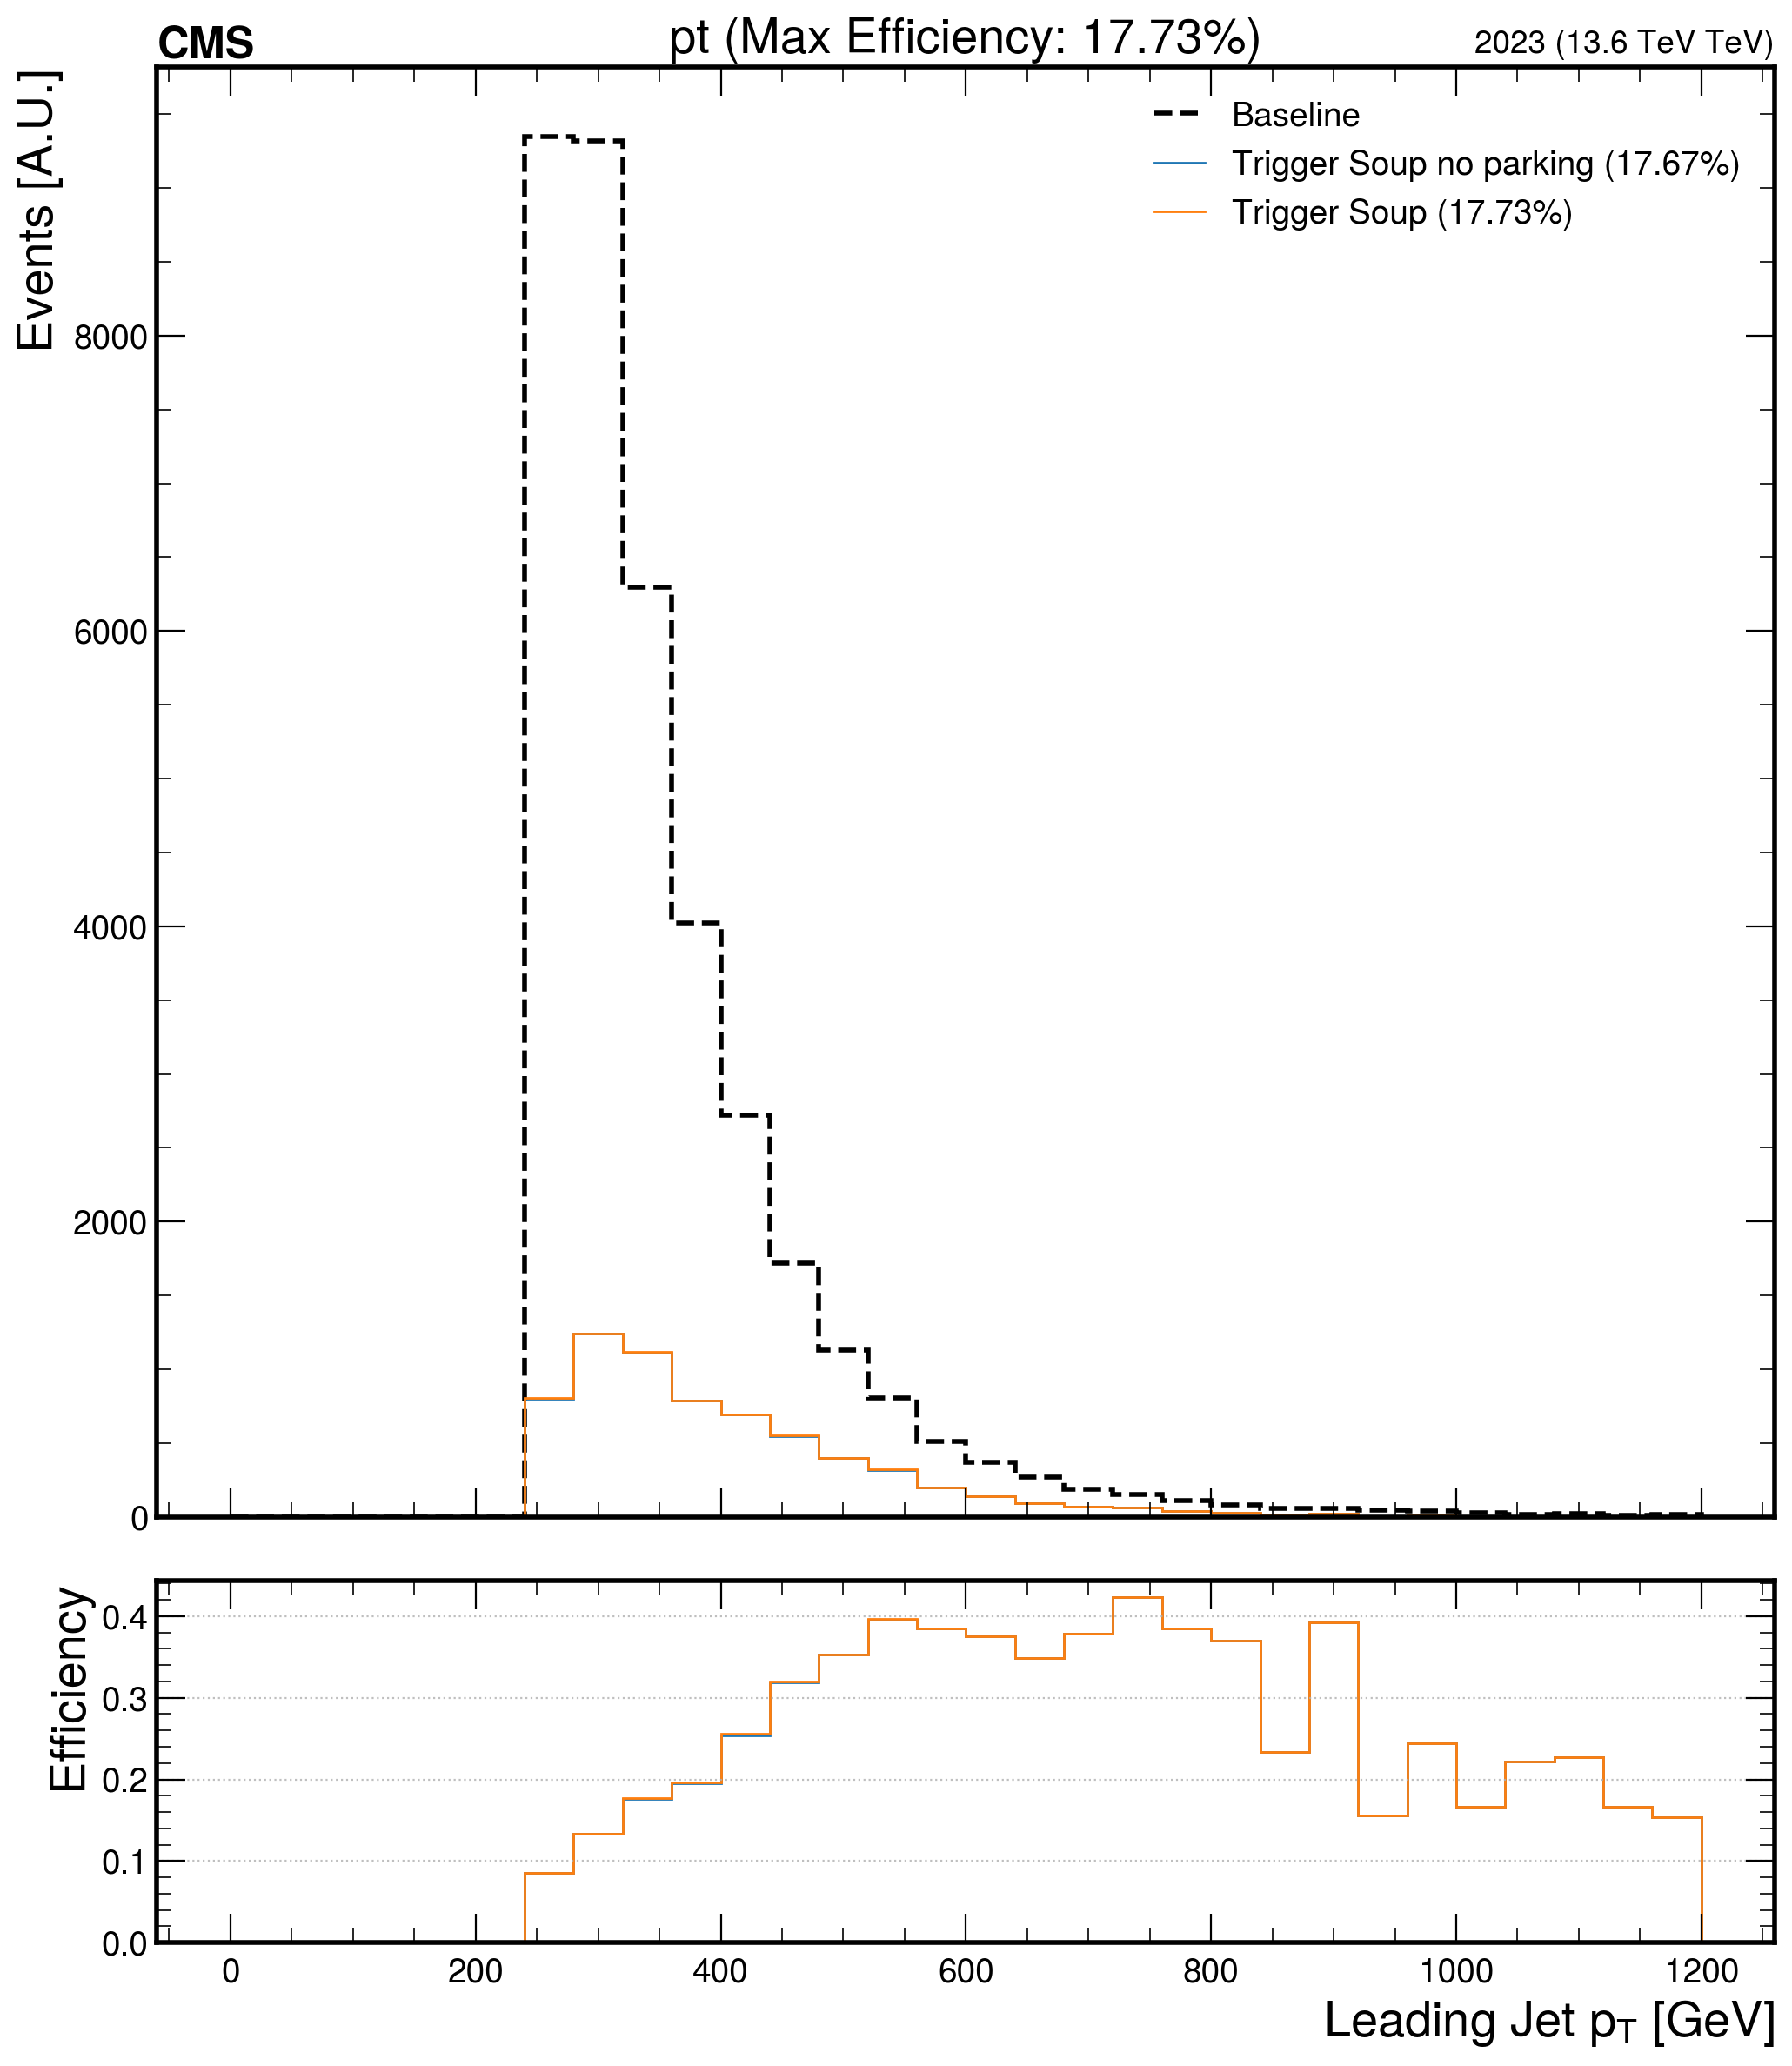 CMS
pt (Max Efficiency: 17.73%)
2023 (13.6 TeV TeV)
Events [A.U.]
Baseline
Trigger Soup no parking (17.67%)
Trigger Soup (17.73%)
8000
6000
4000
2000
0
Efficiency
0.4
0.3
0.2
0.1
0.0
0 200 400 600 800 1000 1200
Leading Jet pT [GeV]